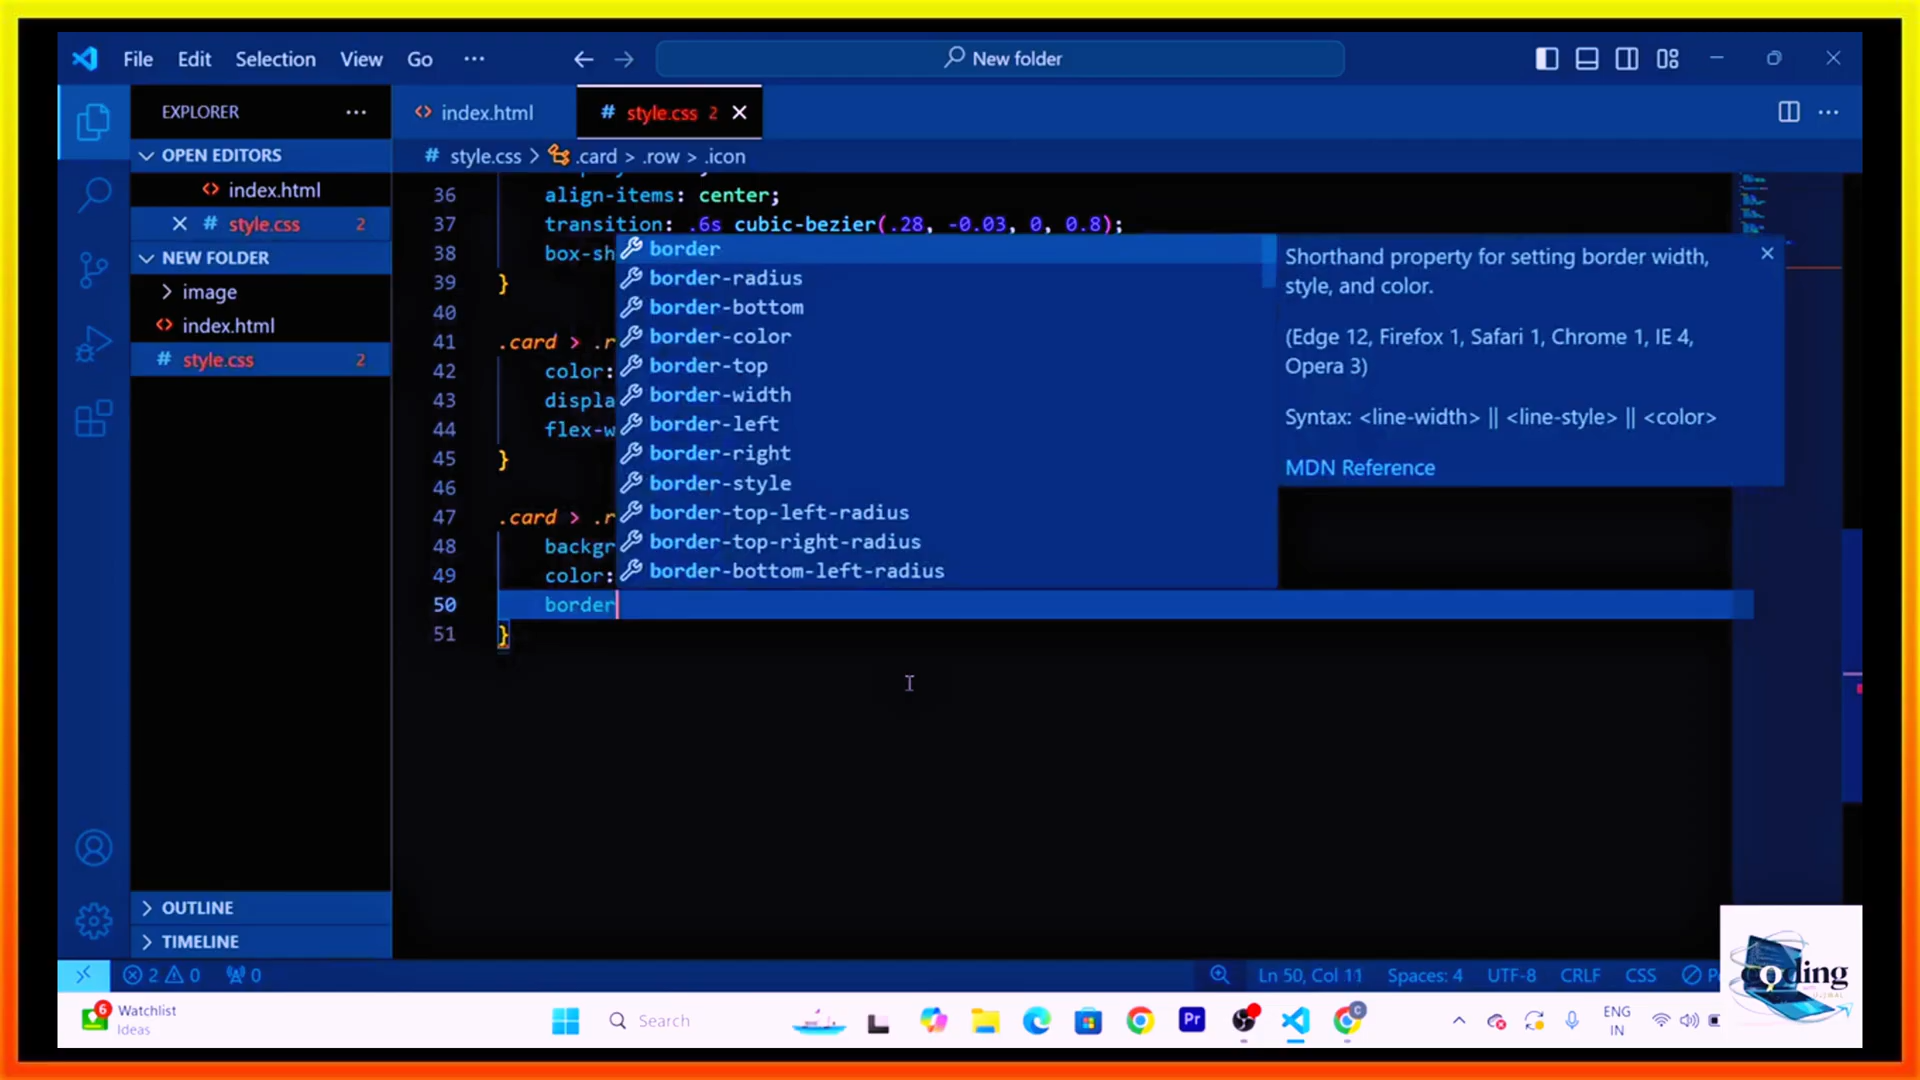 File Edit Selection View Go ···
New folder
EXPLORER ···
OPEN EDITORS
index.html
style.css 2
NEW FOLDER
image
index.html
style.css 2
OUTLINE
TIMELINE
index.html
style.css 2
style.css > .card > .row > .icon
36 align-items: center;
37 transition: .6s cubic-bezier(.28, -0.03, 0, 0.8);
38 box-sh
39 }
40
41 .card > .r
42 color:
43 displa
44 flex-w
45 }
46
47 .card > .r
48 backgr
49 color:
50 border
51 }
border
border-radius
border-bottom
border-color
border-top
border-width
border-left
border-right
border-style
border-top-left-radius
border-top-right-radius
border-bottom-left-radius
Shorthand property for setting border width,
style, and color.
(Edge 12, Firefox 1, Safari 1, Chrome 1, IE 4,
Opera 3)
Syntax: <line-width> || <line-style> || <color>
MDN Reference
2 0 0
Ln 50, Col 11 Spaces: 4 UTF-8 CRLF CSS
coding
6
Watchlist
Ideas
Search
Pr
C
ENG
IN